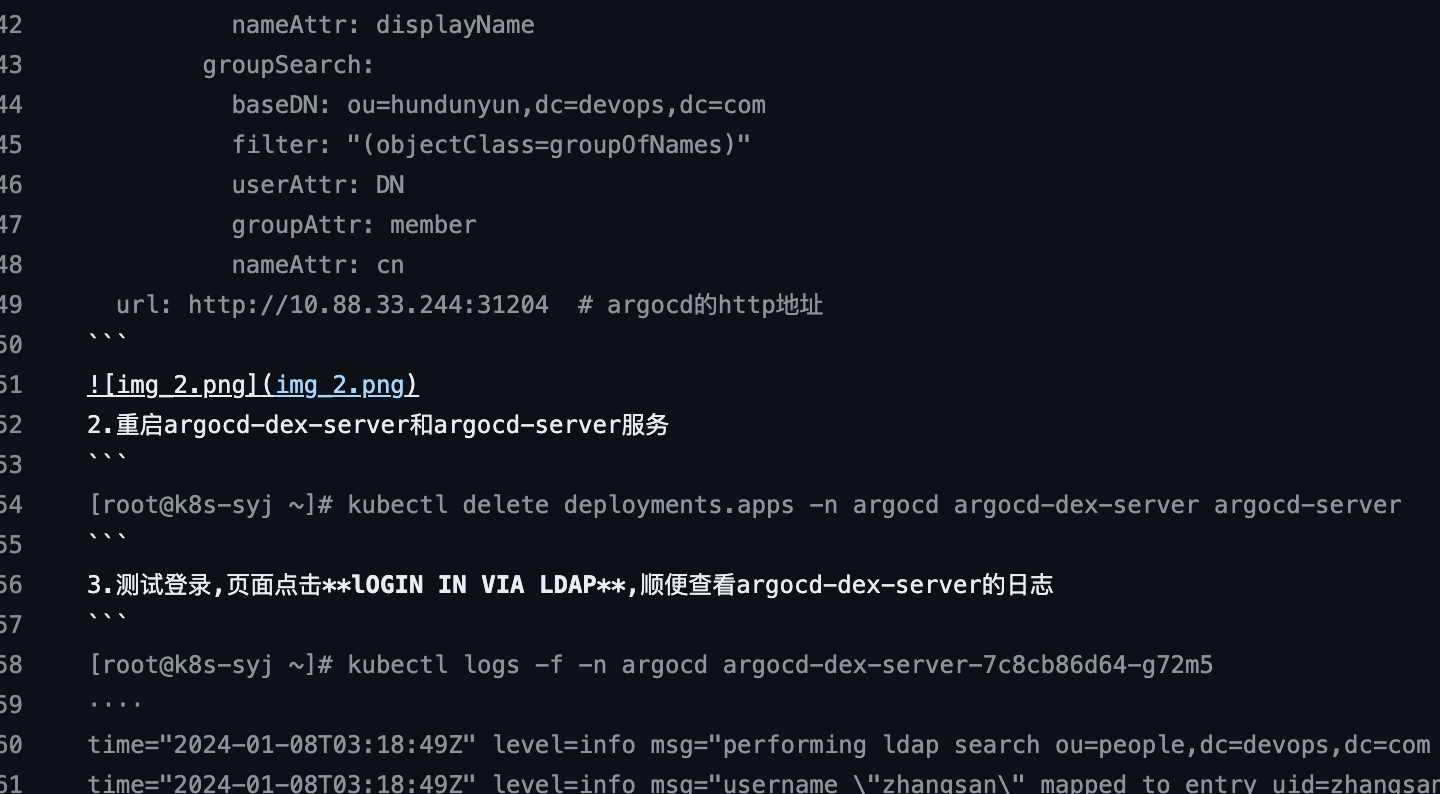 42 nameAttr: displayName
43 groupSearch:
44 baseDN: ou=hundunyun,dc=devops,dc=com
45 filter: "(objectClass=groupOfNames)"
46 userAttr: DN
47 groupAttr: member
48 nameAttr: cn
49 url: http://10.88.33.244:31204 # argocd的http地址
50 ```
51 ![img_2.png](img_2.png)
52 2.重启argocd-dex-server和argocd-server服务
53 ```
54 [root@k8s-syj ~]# kubectl delete deployments.apps -n argocd argocd-dex-server argocd-server
55 ```
56 3.测试登录,页面点击**lOGIN IN VIA LDAP**,顺便查看argocd-dex-server的日志
57 ```
58 [root@k8s-syj ~]# kubectl logs -f -n argocd argocd-dex-server-7c8cb86d64-g72m5
59 ····
60 time="2024-01-08T03:18:49Z" level=info msg="performing ldap search ou=people,dc=devops,dc=com
61 time="2024-01-08T03:18:49Z" level=info msg="username \"zhangsan\" mapped to entry uid=zhangsan